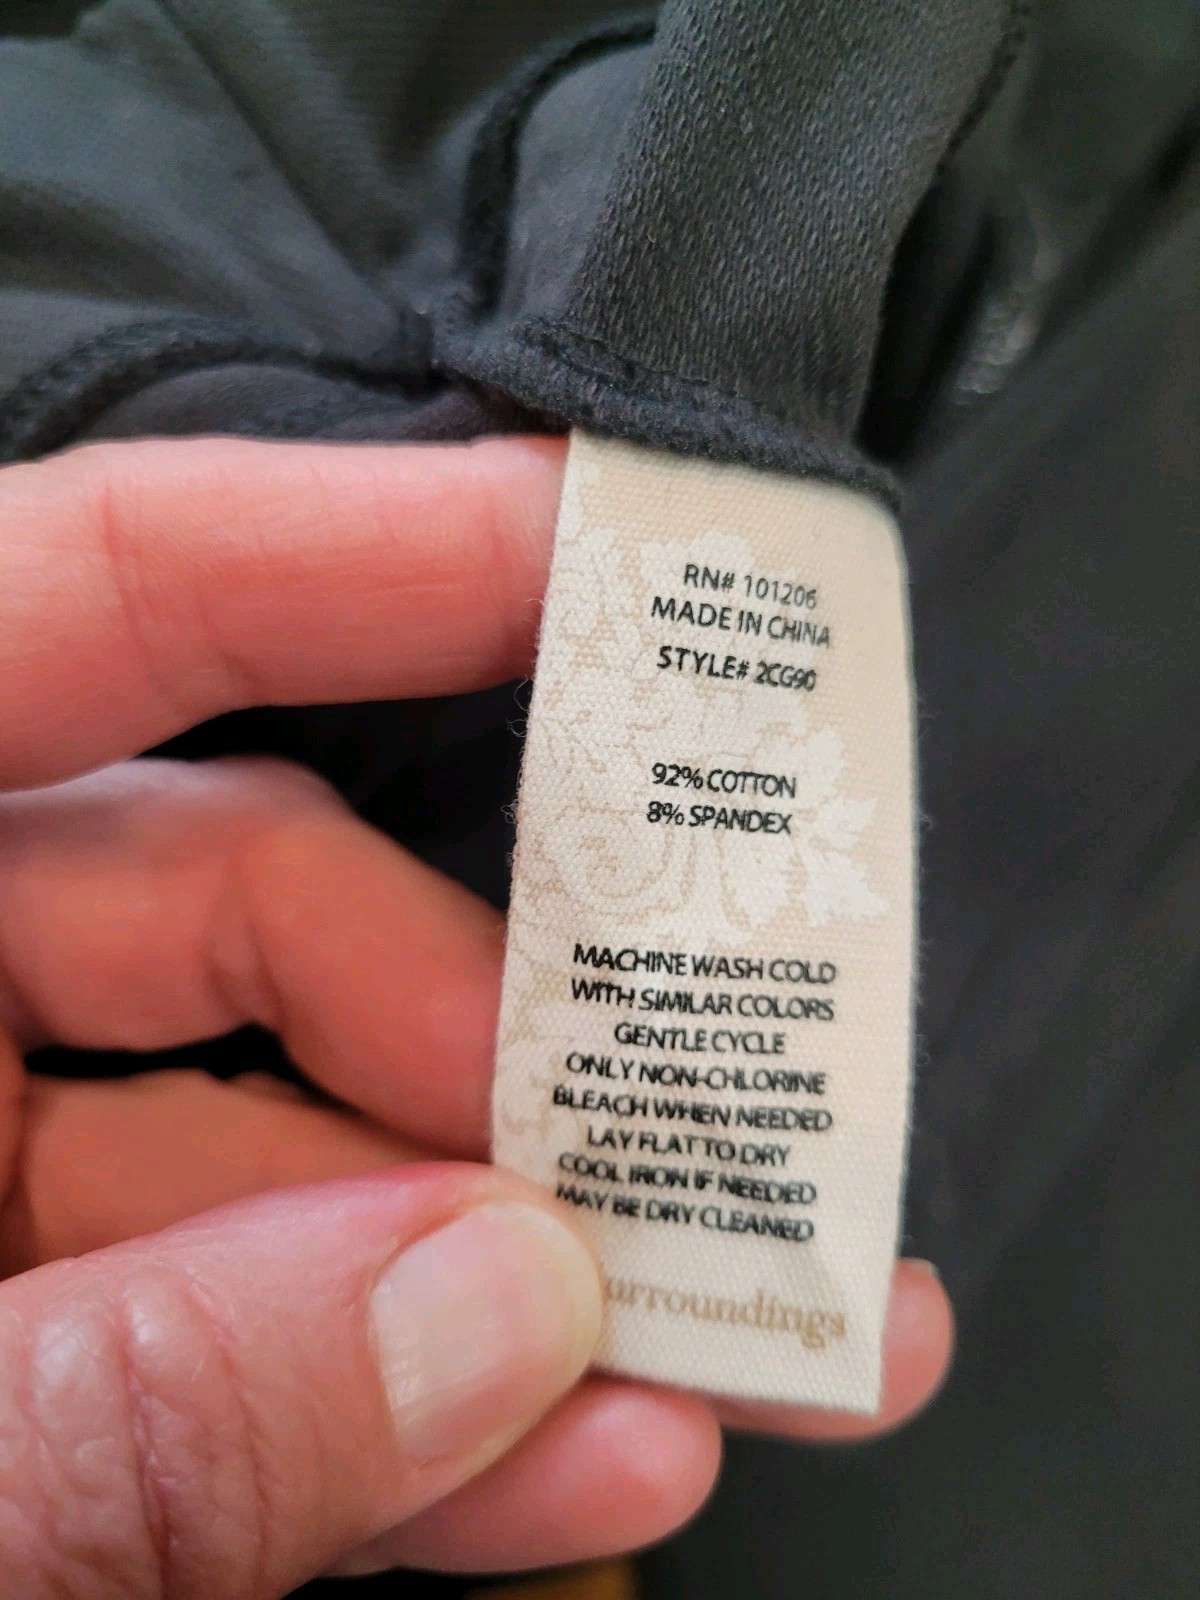 RN# 101206
MADE IN CHINA
STYLE# 2CG90
92% COTTON
8% SPANDEX
MACHINE WASH COLD
WITH SIMILAR COLORS
GENTLE CYCLE
ONLY NON-CHLORINE
BLEACH WHEN NEEDED
LAY FLAT TO DRY
COOL IRON IF NEEDED
MAY BE DRY CLEANED
urroundings